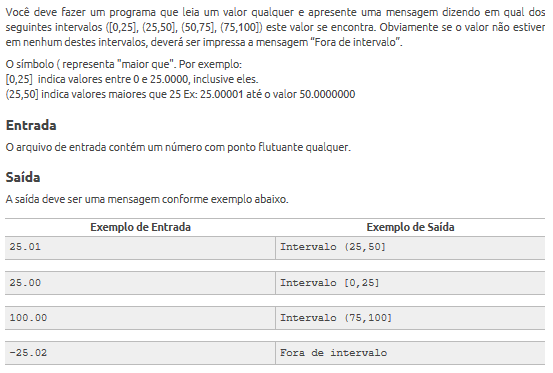 Você deve fazer um programa que leia um valor qualquer e apresente uma mensagem dizendo em qual dos
seguintes intervalos ([0,25], (25,50], (50,75], (75,100]) este valor se encontra. Obviamente se o valor não estiver
em nenhum destes intervalos, deverá ser impressa a mensagem “Fora de intervalo”.
O símbolo ( representa "maior que". Por exemplo:
[0,25] indica valores entre 0 e 25.0000, inclusive eles.
(25,50] indica valores maiores que 25 Ex: 25.00001 até o valor 50.0000000
Entrada
O arquivo de entrada contém um número com ponto flutuante qualquer.
Saída
A saída deve ser uma mensagem conforme exemplo abaixo.
Exemplo de Entrada Exemplo de Saída
25.01 Intervalo (25,50]
25.00 Intervalo [0,25]
100.00 Intervalo (75,100]
-25.02 Fora de intervalo